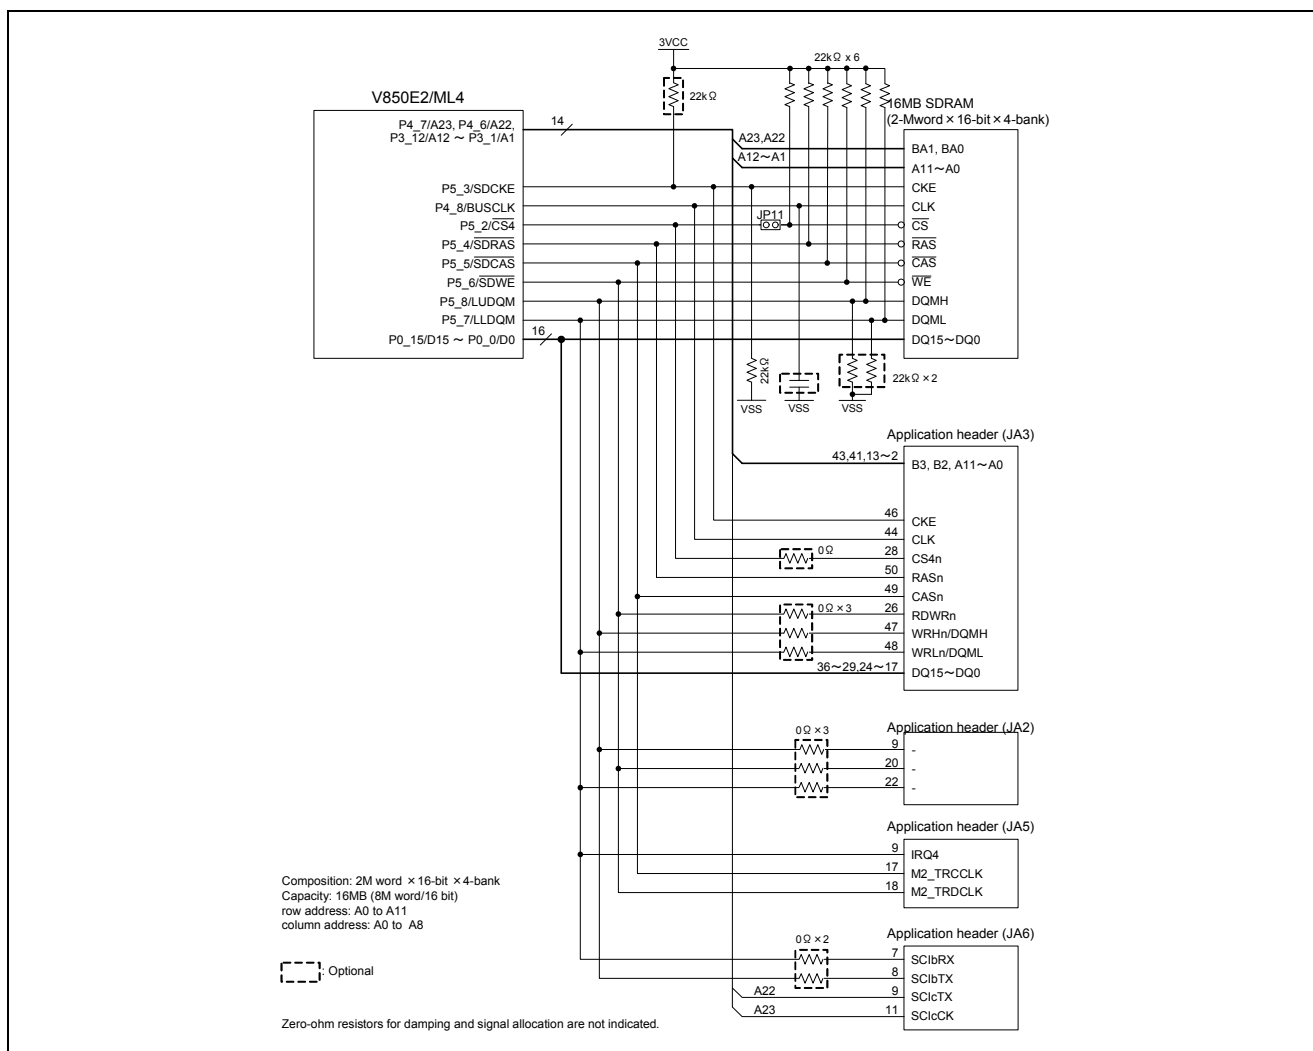 3VCC
22kΩ x 6
22kΩ
V850E2/ML4
16MB SDRAM
(2-Mword × 16-bit × 4-bank)
P4_7/A23, P4_6/A22,
P3_12/A12 ~ P3_1/A1
14
A23,A22
A12~A1
BA1, BA0
A11~A0
P5_3/SDCKE
CKE
P4_8/BUSCLK
CLK
P5_2/CS4
JP11
CS
P5_4/SDRAS
RAS
P5_5/SDCAS
CAS
P5_6/SDWE
WE
P5_8/LUDQM
DQMH
P5_7/LLDQM
DQML
P0_15/D15 ~ P0_0/D0
16
DQ15~DQ0
22kΩ
22kΩ × 2
VSS
VSS
VSS
Application header (JA3)
43,41,13~2
B3, B2, A11~A0
46
CKE
44
CLK
0Ω
28
CS4n
50
RASn
49
CASn
0Ω × 3
26
RDWRn
47
WRHn/DQMH
48
WRLn/DQML
36~29,24~17
DQ15~DQ0
Application header (JA2)
0Ω × 3
9
-
20
-
22
-
Application header (JA5)
9
IRQ4
17
M2_TRCCLK
18
M2_TRDCLK
Composition: 2M word × 16-bit × 4-bank
Capacity: 16MB (8M word/16 bit)
row address: A0 to A11
column address: A0 to A8
Application header (JA6)
0Ω × 2
7
SCIbRX
8
SCIbTX
A22
9
SCIcTX
A23
11
SCIcCK
: Optional
Zero-ohm resistors for damping and signal allocation are not indicated.